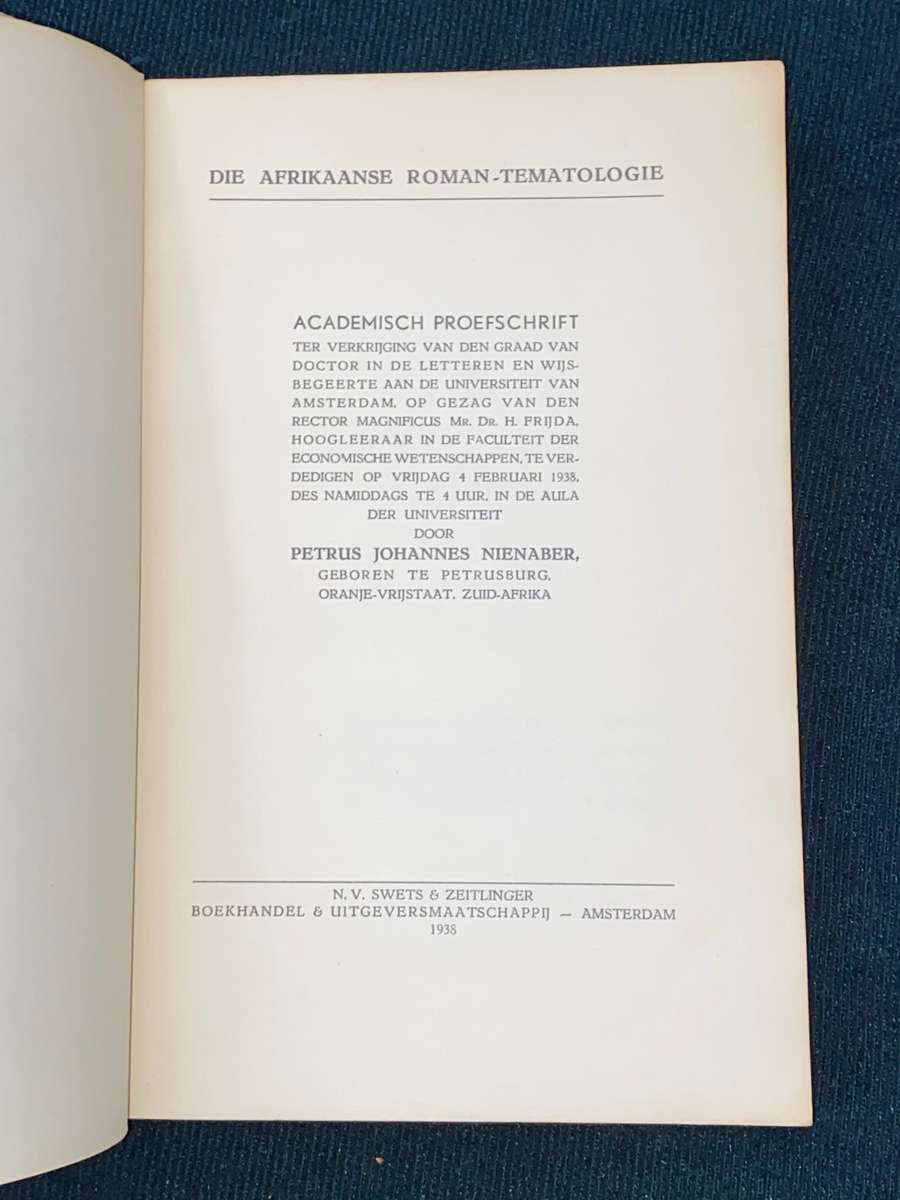 DIE AFRIKAANSE ROMAN-TEMATOLOGIE
ACADEMISCH PROEFSCHRIFT
TER VERKRIJGING VAN DEN GRAAD VAN
DOCTOR IN DE LETTEREN EN WIJS-
BEGEERTE AAN DE UNIVERSITEIT VAN
AMSTERDAM, OP GEZAG VAN DEN
RECTOR MAGNIFICUS MR. DR. H. FRIJDA,
HOOGLEERAAR IN DE FACULTEIT DER
ECONOMISCHE WETENSCHAPPEN, TE VER-
DEDIGEN OP VRIJDAG 4 FEBRUARI 1938,
DES NAMIDDAGS TE 4 UUR, IN DE AULA
DER UNIVERSITEIT
DOOR
PETRUS JOHANNES NIENABER,
GEBOREN TE PETRUSBURG,
ORANJE-VRIJSTAAT, ZUID-AFRIKA
N. V. SWETS & ZEITLINGER
BOEKHANDEL & UITGEVERSMAATSCHAPPIJ — AMSTERDAM
1938